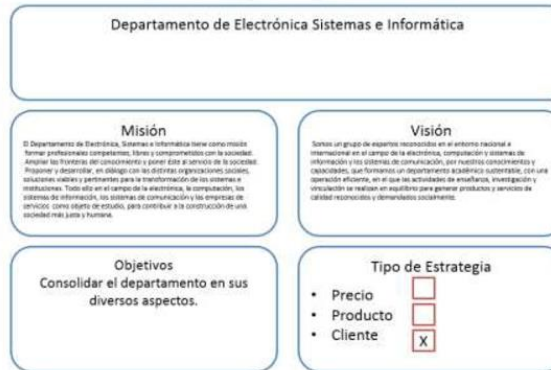 Departamento de Electrónica Sistemas e Informática
Misión
El Departamento de Electrónica, Sistemas e Informática tiene como misión
formar profesionales competentes, libres y comprometidos con la sociedad.
Ampliar las fronteras del conocimiento y poner éste al servicio de la sociedad.
Proponer y desarrollar, en diálogo con las distintas organizaciones sociales,
soluciones viables y pertinentes para la transformación de los sistemas e
instituciones. Todo ello en el campo de la electrónica, la computación, los
sistemas de información, los sistemas de comunicación y las empresas de
servicios como objeto de estudio, para contribuir a la construcción de una
sociedad más justa y humana.
Visión
Somos un grupo de expertos reconocidos en el entorno nacional e
internacional en el campo de la electrónica, computación y sistemas de
información y los sistemas de comunicación, por nuestros conocimientos y
capacidades, que formamos un departamento académico sustentable, con una
operación eficiente, en el que las actividades de enseñanza, investigación y
vinculación se realizan en equilibrio para generar productos y servicios de
calidad reconocidos y demandados socialmente.
Objetivos
Consolidar el departamento en sus
diversos aspectos.
Tipo de Estrategia
• Precio
• Producto
• Cliente X